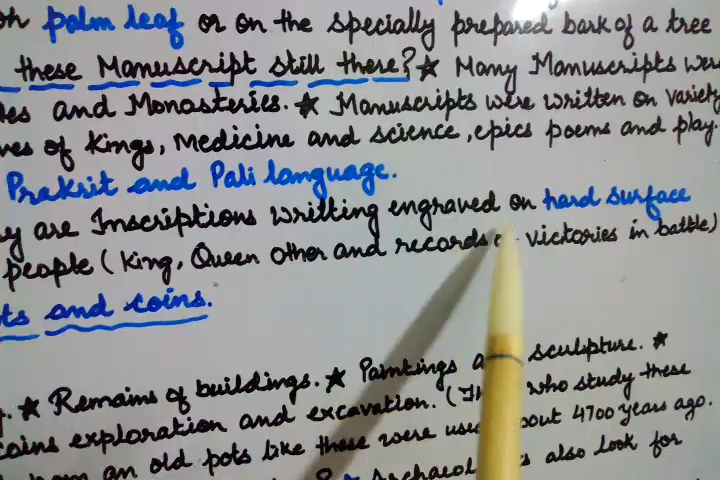 palm leaf or on the specially prepared bark of a tree
these Manuscript still there? ★ Many Manuscripts were
and Monasteries. ★ Manuscripts were written on variety
of Kings, Medicine and science, epics poems and play.
Prakrit and Pali language.
are Inscriptions writting engraved on hard surface
people (King, Queen other and records victories in battle)
and coins.
★ Remains of buildings. ★ Paintings sculpture. ★
coins exploration and excavation. ( who study these
an old pots like these were 4700 years ago.
also look for